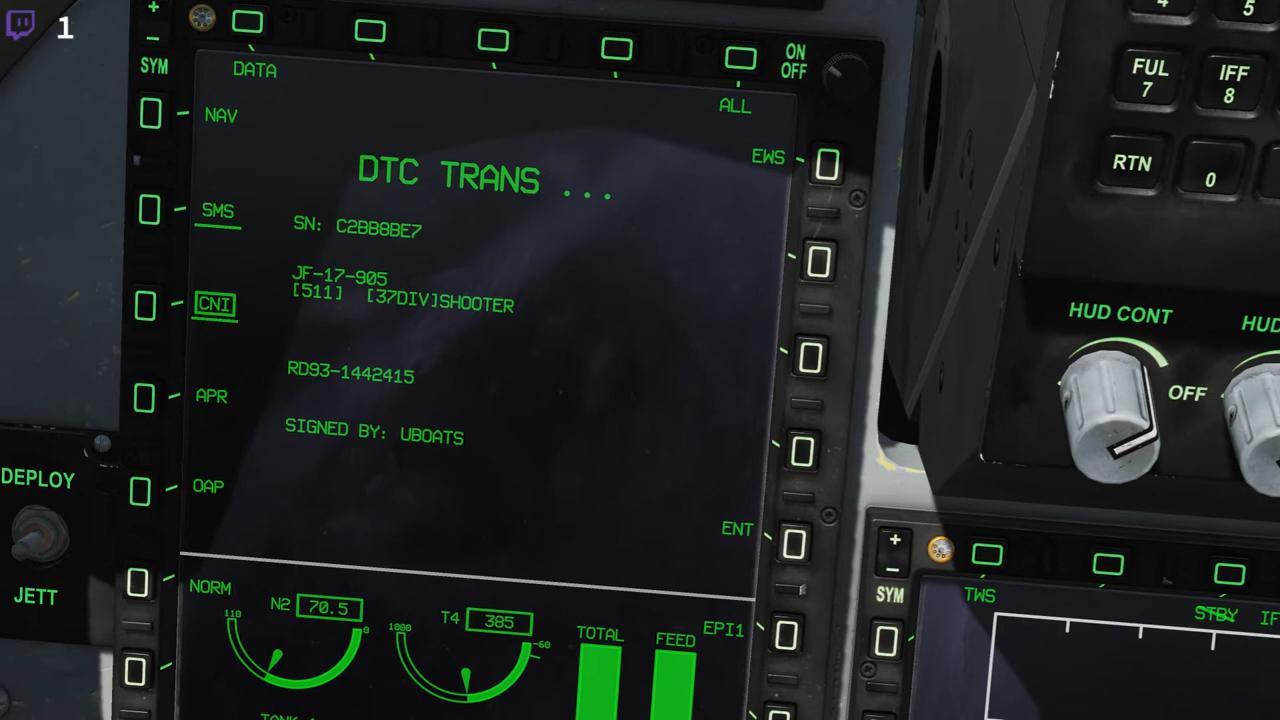 1
+
-
SYM
DATA
ALL
ON
OFF
NAV
EWS
DTC TRANS ...
SMS
SN: C2BB8BE7
JF-17-905
[511] [37DIV]SHOOTER
CNI
RD93-1442415
APR
SIGNED BY: UBOATS
OAP
ENT
NORM
N2 70.5
110
0
T4 385
1000
-60
TOTAL
FEED
EPI1
DEPLOY
JETT
4
5
FUL
7
IFF
8
RTN
0
HUD CONT
HUD
OFF
+
-
SYM
TWS
STBY